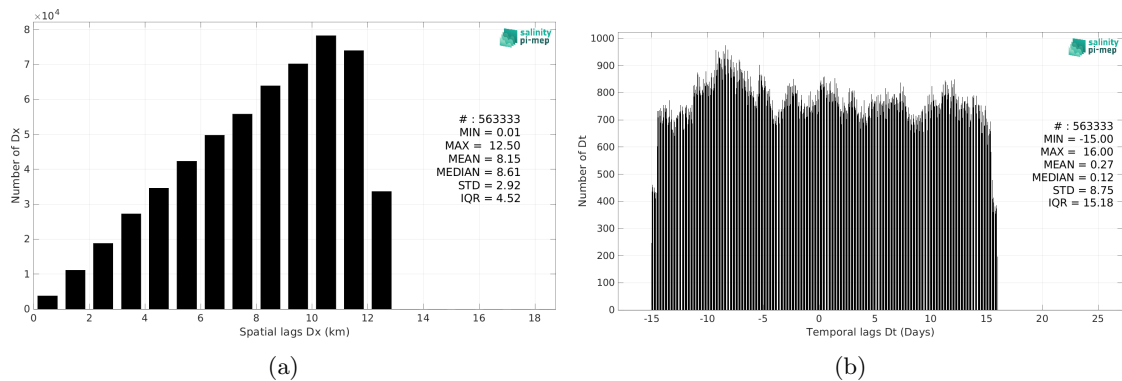 ×10⁴
8
7
6
5
4
3
2
1
0
Number of Dx
0 2 4 6 8 10 12 14 16 18
Spatial lags Dx (km)
salinity
pi-mep
# : 563333
MIN = 0.01
MAX = 12.50
MEAN = 8.15
MEDIAN = 8.61
STD = 2.92
IQR = 4.52
(a)
1000
900
800
700
600
500
400
300
200
100
0
Number of Dt
-15 -10 -5 0 5 10 15 20 25
Temporal lags Dt (Days)
salinity
pi-mep
# : 563333
MIN = -15.00
MAX = 16.00
MEAN = 0.27
MEDIAN = 0.12
STD = 8.75
IQR = 15.18
(b)